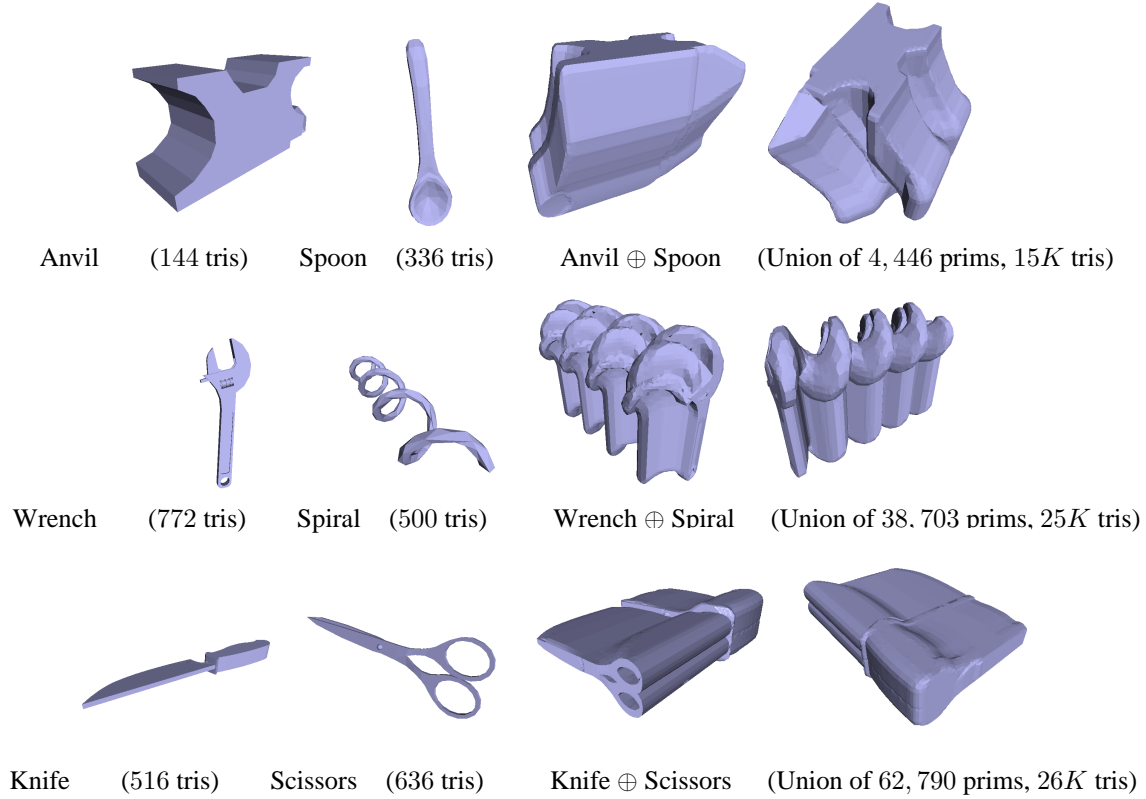 Anvil (144 tris) Spoon (336 tris) Anvil ⊕ Spoon (Union of 4, 446 prims, 15K tris)
Wrench (772 tris) Spiral (500 tris) Wrench ⊕ Spiral (Union of 38, 703 prims, 25K tris)
Knife (516 tris) Scissors (636 tris) Knife ⊕ Scissors (Union of 62, 790 prims, 26K tris)